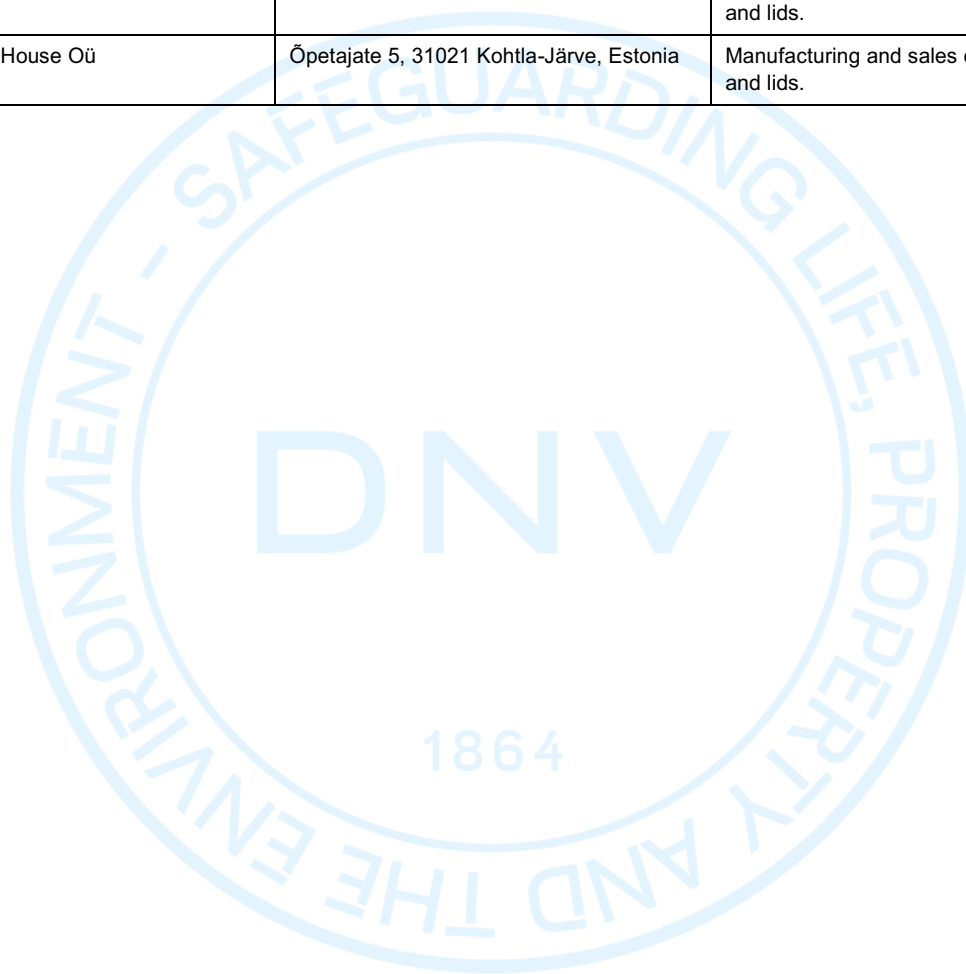 and lids.
House Oü
Õpetajate 5, 31021 Kohtla-Järve, Estonia
Manufacturing and sales
and lids.
SAFEGUARDING LIFE, PROPERTY AND THE ENVIRONMENT -
DNV
1864